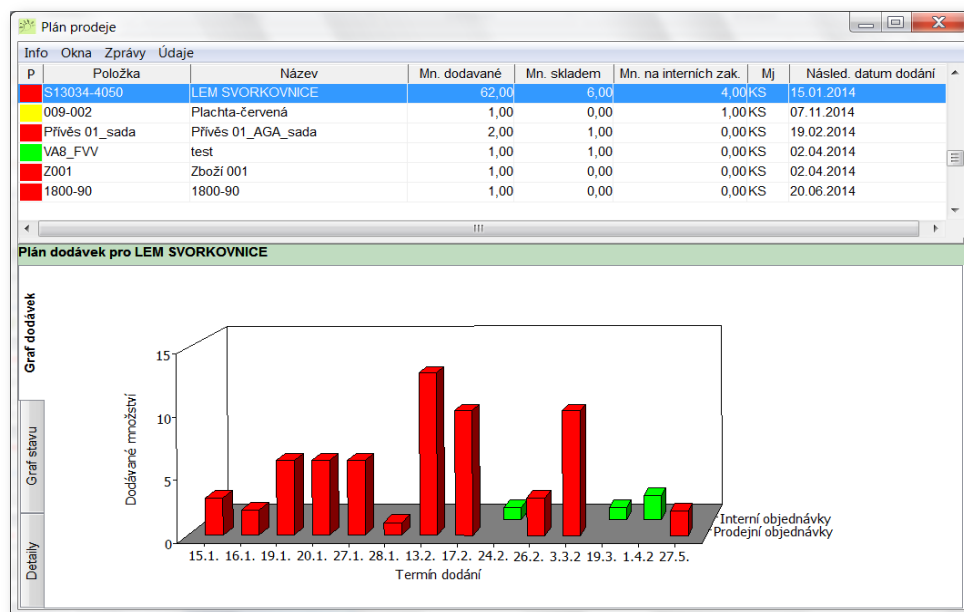 Plán prodeje
Info Okna Zprávy Údaje
P Položka Název Mn. dodavané Mn. skladem Mn. na interních zak. Mj Násled. datum dodání
S13034-4050 LEM SVORKOVNICE 62,00 6,00 4,00 KS 15.01.2014
009-002 Plachta-červená 1,00 0,00 1,00 KS 07.11.2014
Přívěs 01_sada Přívěs 01_AGA_sada 2,00 1,00 0,00 KS 19.02.2014
VA8_FVV test 1,00 1,00 0,00 KS 02.04.2014
Z001 Zboží 001 1,00 0,00 0,00 KS 02.04.2014
1800-90 1800-90 1,00 0,00 0,00 KS 20.06.2014
Plán dodávek pro LEM SVORKOVNICE
Graf dodávek
Graf stavu
Detaily
Dodávané množství
15
10
5
0
15.1. 16.1. 19.1. 20.1. 27.1. 28.1. 13.2. 17.2. 24.2. 26.2. 3.3.2 19.3. 1.4.2 27.5.
Termín dodání
Interní objednávky
Prodejní objednávky